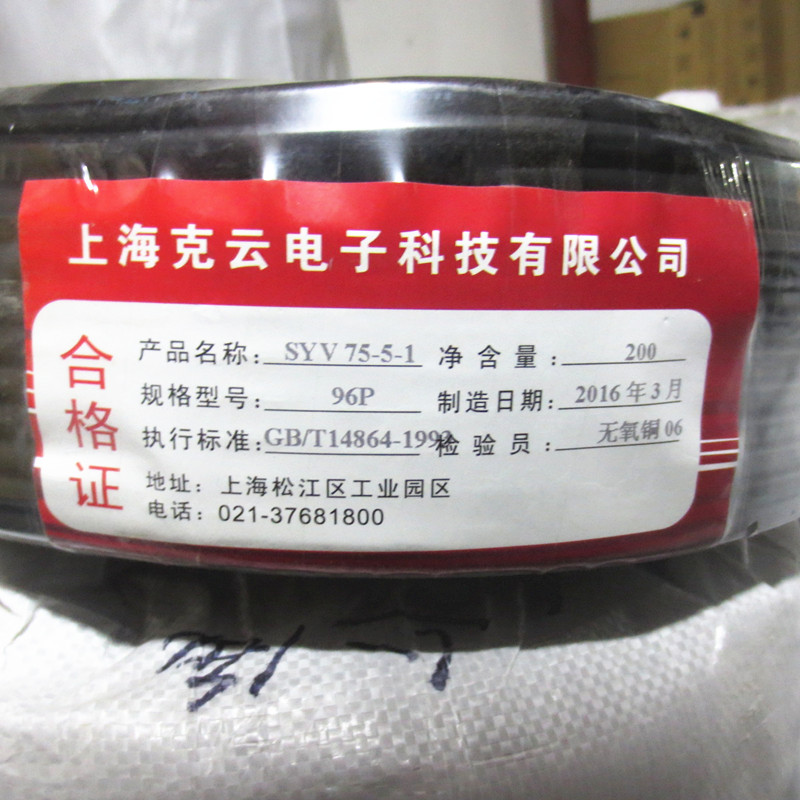 上海克云电子科技有限公司
合格证
产品名称: SYV 75-5-1 净含量: 200
规格型号: 96P 制造日期: 2016年3月
执行标准: GB/T14864-1992 检验员: 无氧铜 06
地址: 上海松江区工业园区
电话: 021-37681800